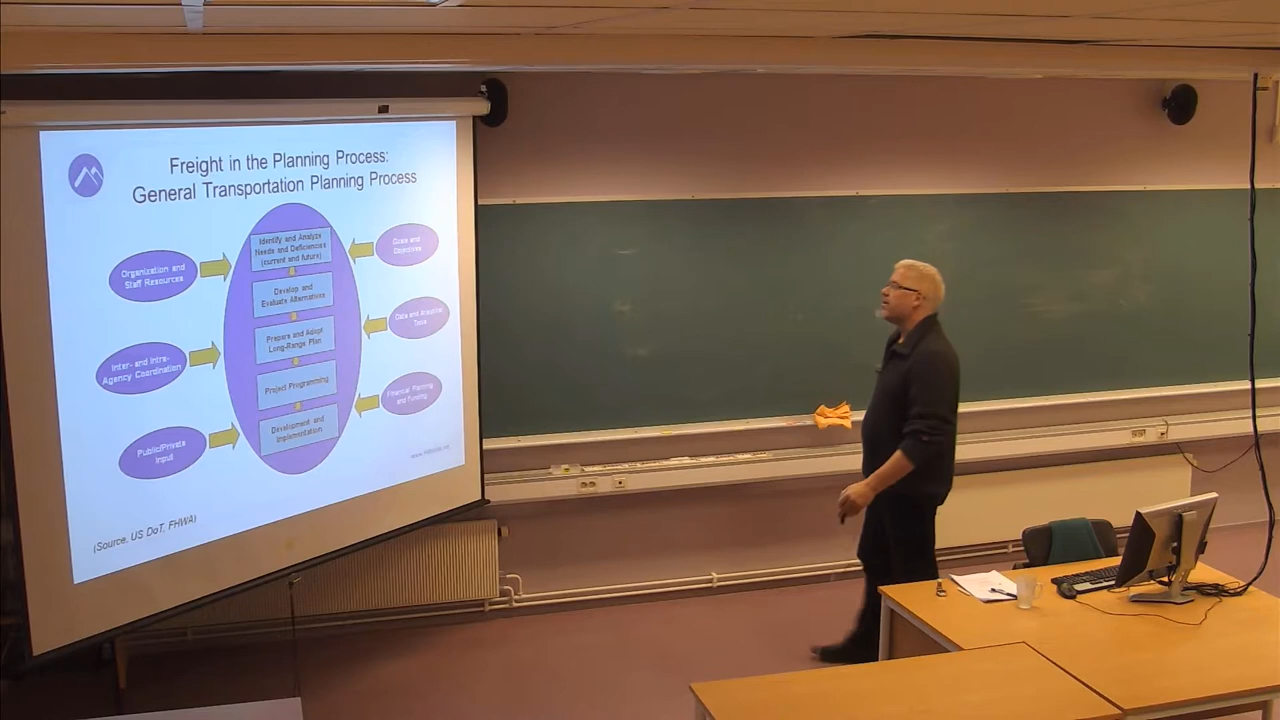 Freight in the Planning Process:
General Transportation Planning Process
Identify and Analyze
Needs and Deficiencies
(current and future)
Goals and
Objectives
Organization and
Staff Resources
Develop and
Evaluate Alternatives
Data and Analytical
Tools
Prepare and Adopt
Long-Range Plan
Inter- and Intra-
Agency Coordination
Project Programming
Financial Planning
and Funding
Development and
Implementation
Public/Private
Input
(Source, US DoT, FHWA)